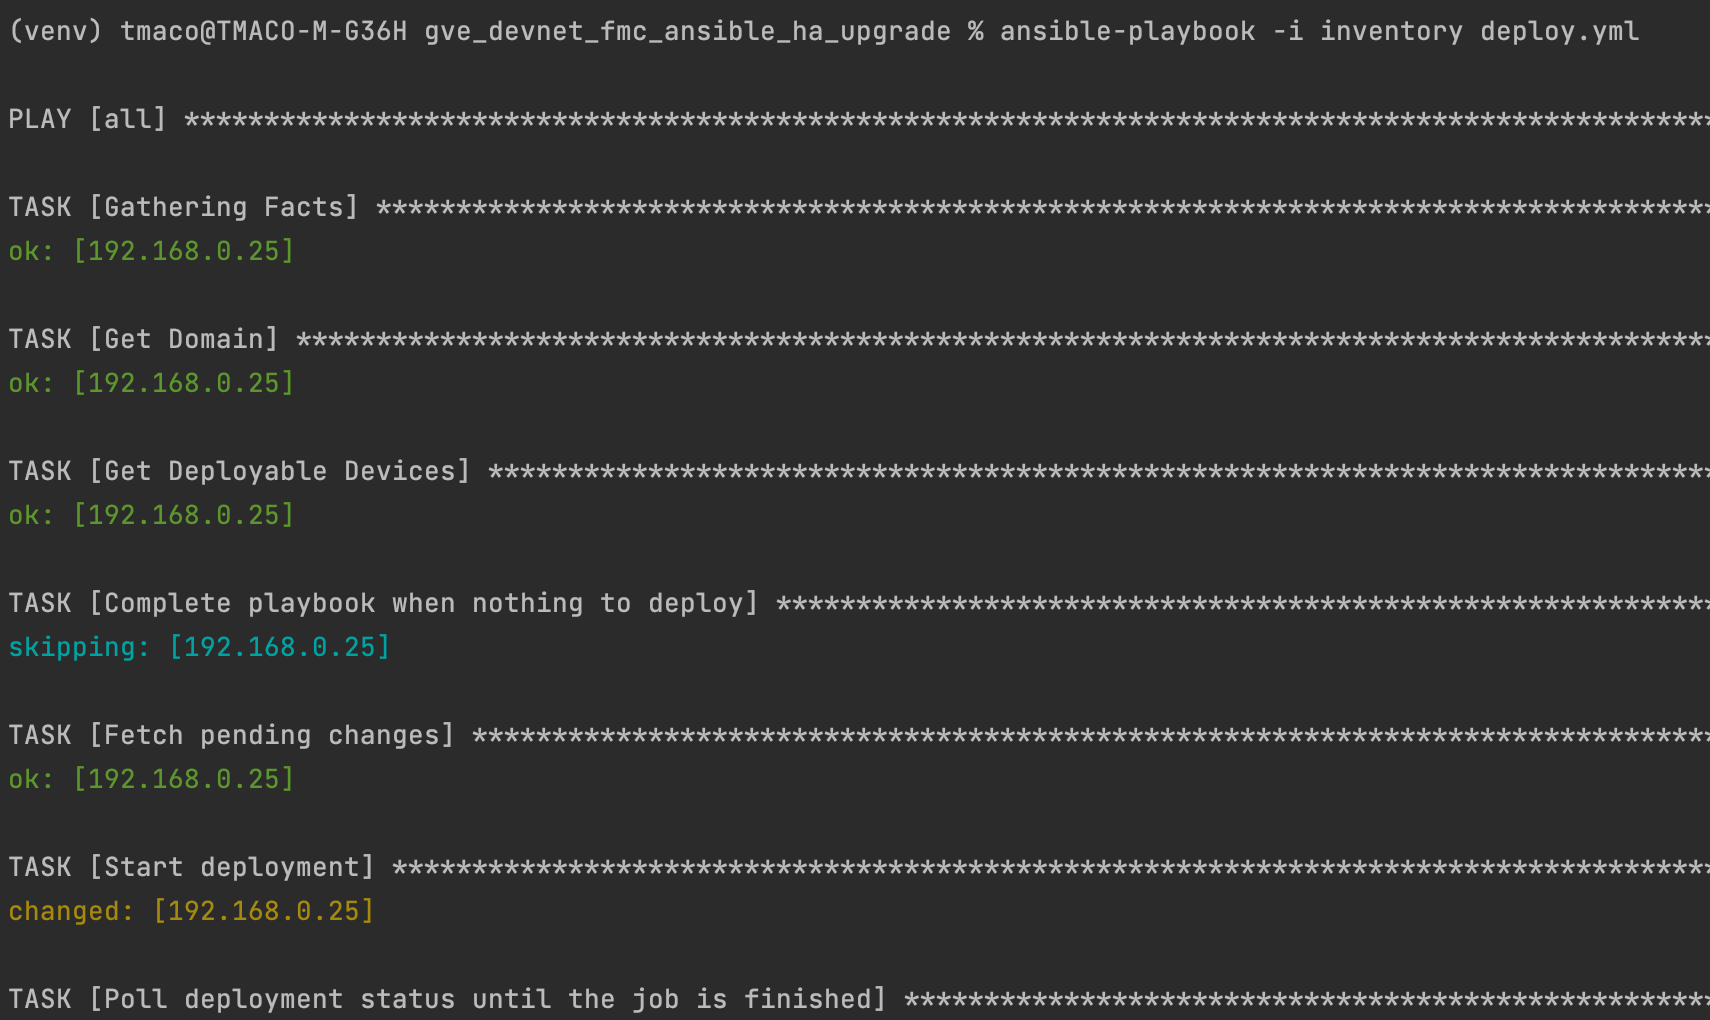 (venv) tmaco@TMACO-M-G36H gve_devnet_fmc_ansible_ha_upgrade % ansible-playbook -i inventory deploy.yml
PLAY [all] ************************************************************************************************
TASK [Gathering Facts] ************************************************************************************
ok: [192.168.0.25]
TASK [Get Domain] *****************************************************************************************
ok: [192.168.0.25]
TASK [Get Deployable Devices] *****************************************************************************
ok: [192.168.0.25]
TASK [Complete playbook when nothing to deploy] ***********************************************************
skipping: [192.168.0.25]
TASK [Fetch pending changes] ******************************************************************************
ok: [192.168.0.25]
TASK [Start deployment] ***********************************************************************************
changed: [192.168.0.25]
TASK [Poll deployment status until the job is finished] ***************************************************